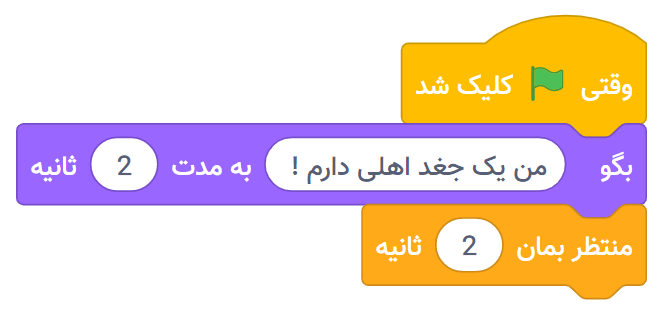 وقتی کلیک شد
بگو من یک جغد اهلی دارم ! به مدت 2 ثانیه
منتظر بمان 2 ثانیه